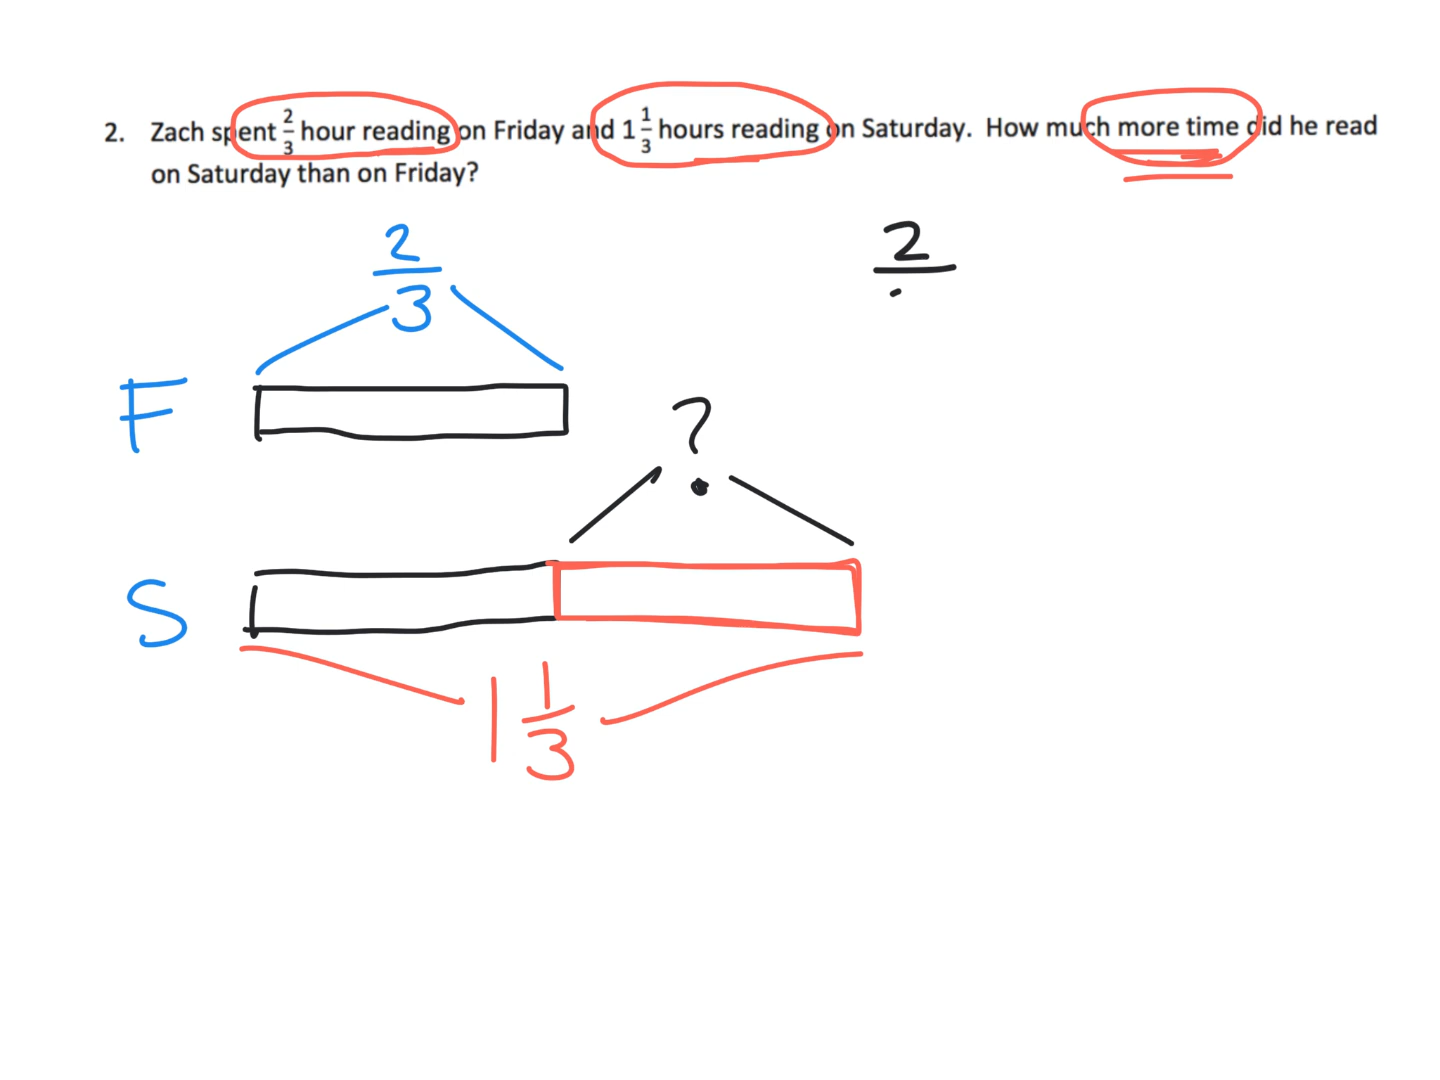 2. Zach spent 2/3 hour reading on Friday and 1 1/3 hours reading on Saturday. How much more time did he read
on Saturday than on Friday?
2/3
2
F
?
S
1 1/3